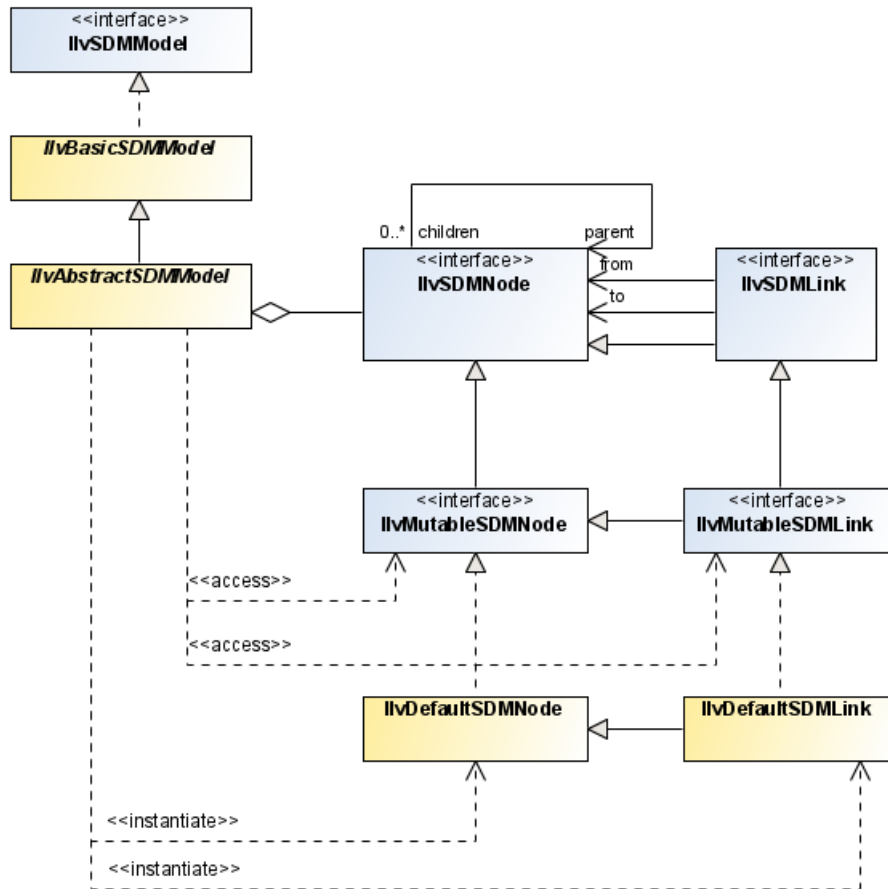 <<interface>>
IlvSDMModel
IlvBasicSDMModel
IlvAbstractSDMModel
0..* children
parent
<<interface>>
IlvSDMNode
from
to
<<interface>>
IlvSDMLink
<<interface>>
IlvMutableSDMNode
<<interface>>
IlvMutableSDMLink
<<access>>
<<access>>
IlvDefaultSDMNode
IlvDefaultSDMLink
<<instantiate>>
<<instantiate>>